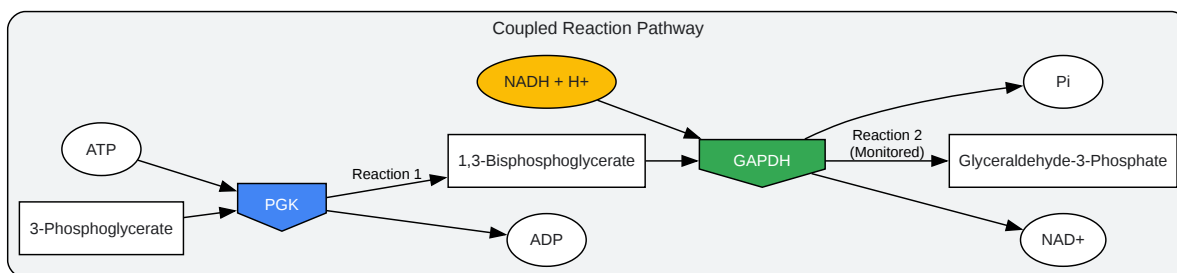 Coupled Reaction Pathway
NADH + H+
Pi
ATP
1,3-Bisphosphoglycerate
GAPDH
Reaction 2
(Monitored)
Glyceraldehyde-3-Phosphate
Reaction 1
PGK
3-Phosphoglycerate
ADP
NAD+